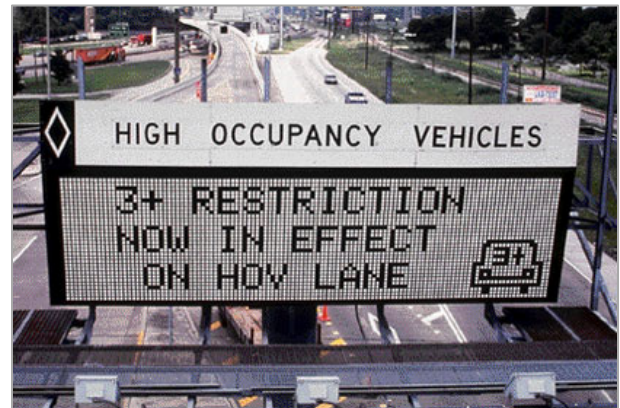 HIGH OCCUPANCY VEHICLES
3+ RESTRICTION
NOW IN EFFECT
ON HOV LANE
3+